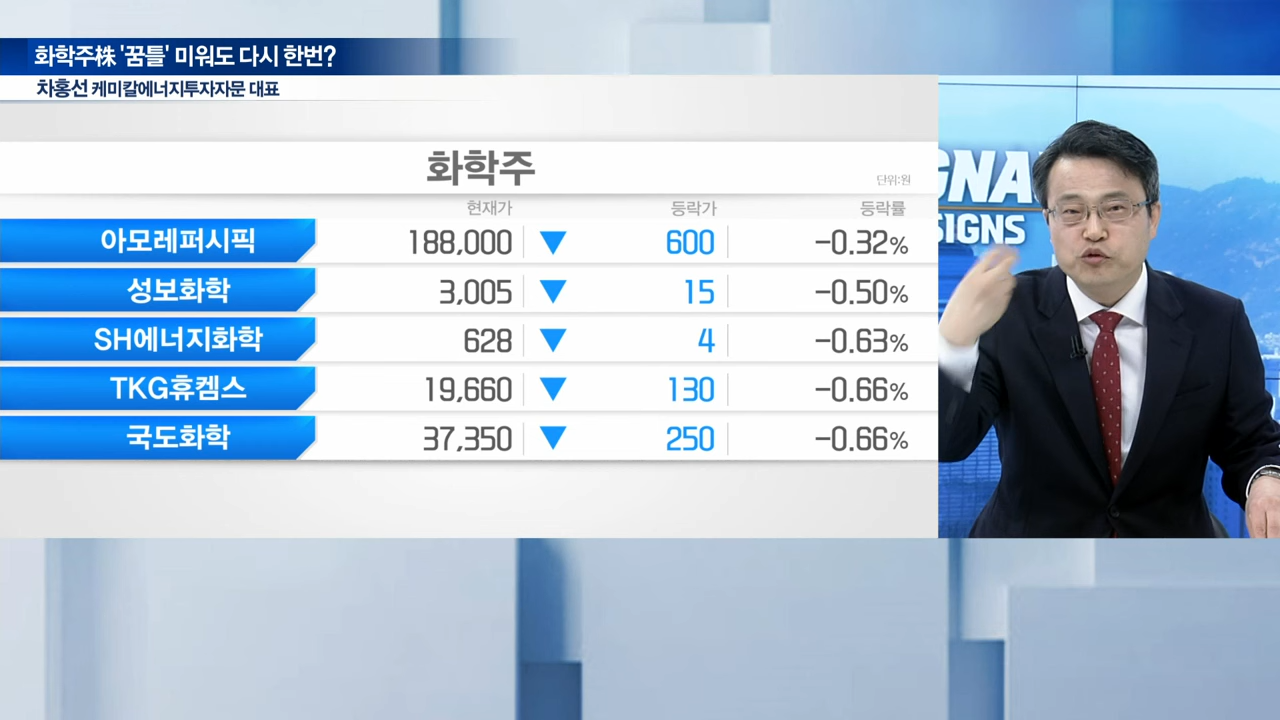 화학주株 '꿈틀' 미워도 다시 한번?
차홍선 케미칼에너지투자자문 대표
화학주
단위:원
현재가 등락가 등락률
아모레퍼시픽 188,000 ▼ 600 -0.32%
성보화학 3,005 ▼ 15 -0.50%
SH에너지화학 628 ▼ 4 -0.63%
TKG휴켐스 19,660 ▼ 130 -0.66%
국도화학 37,350 ▼ 250 -0.66%
GNA
SIGNS